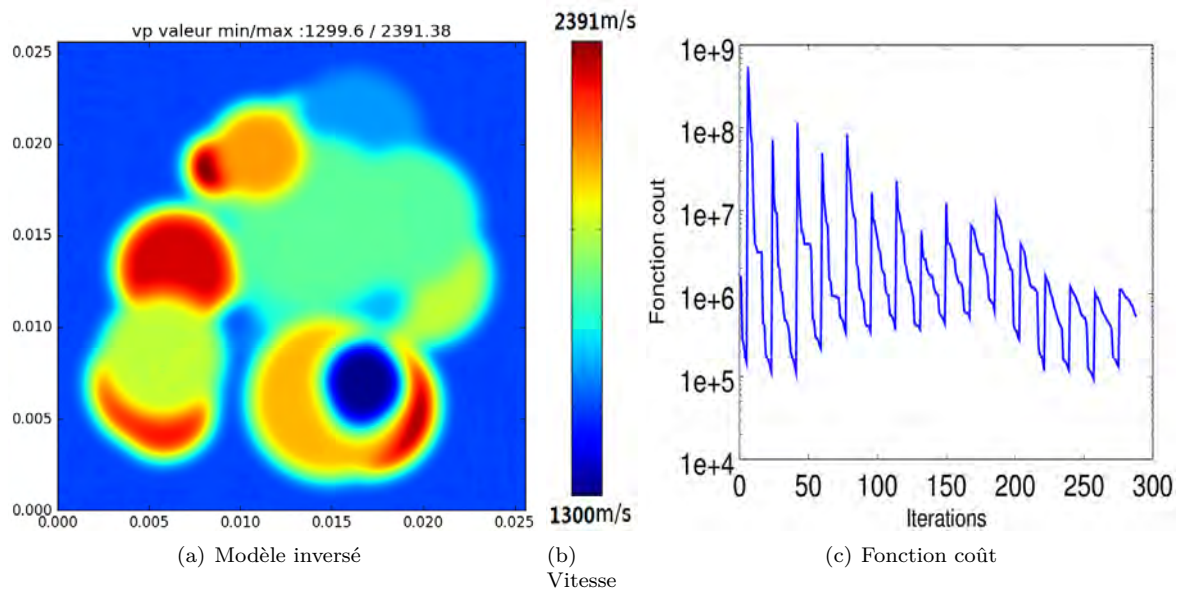 vp valeur min/max :1299.6 / 2391.38
0.025
0.020
0.015
0.010
0.005
0.000
0.000 0.005 0.010 0.015 0.020 0.025
(a) Modèle inversé
2391m/s
1300m/s
(b)
Vitesse
1e+9
1e+8
1e+7
1e+6
1e+5
1e+4
Fonction cout
0 50 100 150 200 250 300
Iterations
(c) Fonction coût